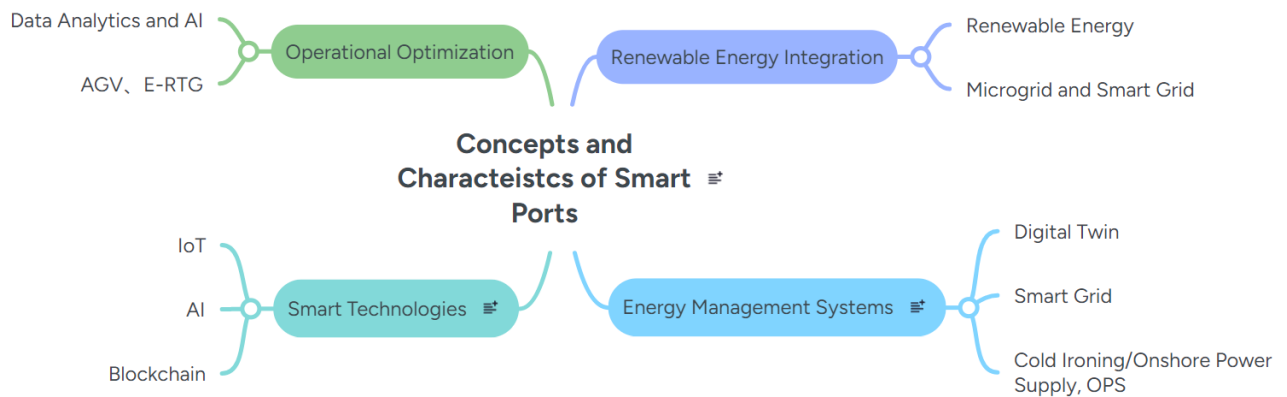 Data Analytics and AI
AGV、E-RTG
Operational Optimization
Renewable Energy Integration
Renewable Energy
Microgrid and Smart Grid
Concepts and
Characteistcs of Smart
Ports
IoT
AI
Blockchain
Smart Technologies
Energy Management Systems
Digital Twin
Smart Grid
Cold Ironing/Onshore Power
Supply, OPS